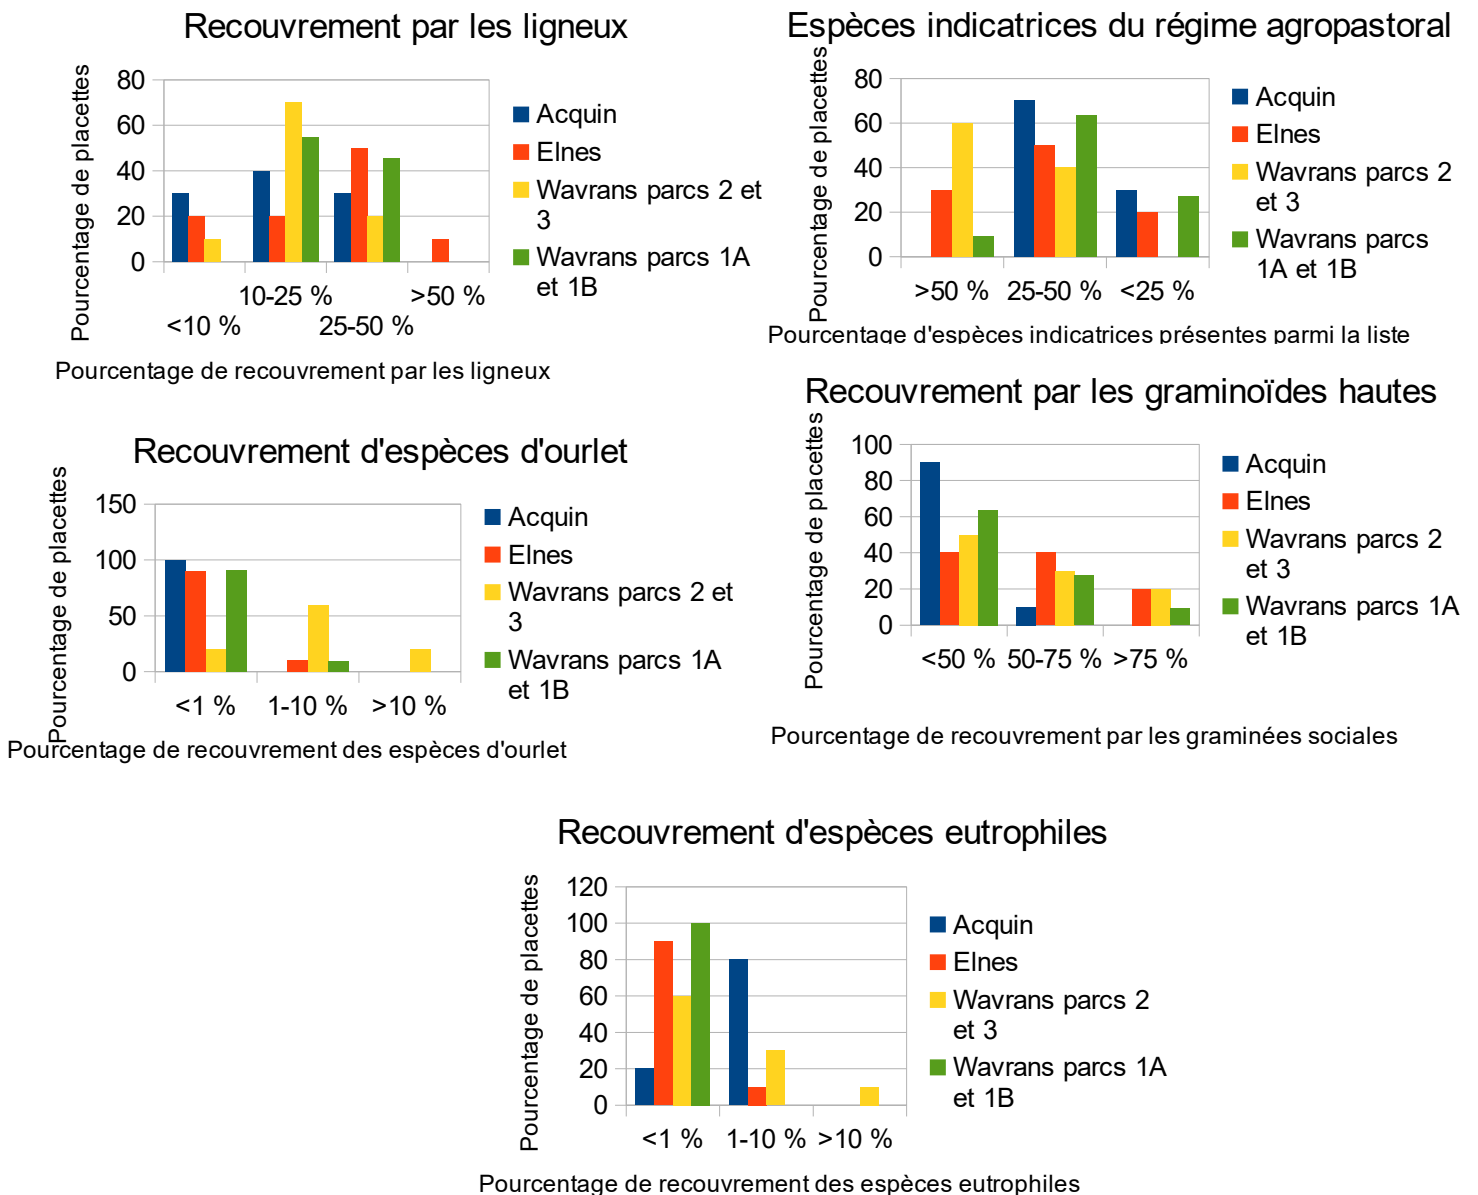 Recouvrement par les ligneux
Pourcentage de placettes
80
60
40
20
0
10-25 %
>50 %
<10 %
25-50 %
Pourcentage de recouvrement par les ligneux
Acquin
Elnes
Wavrans parcs 2 et
3
Wavrans parcs 1A
et 1B
Espèces indicatrices du régime agropastoral
Pourcentage de placettes
80
60
40
20
0
>50 %
25-50 %
<25 %
Pourcentage d'espèces indicatrices présentes parmi la liste
Acquin
Elnes
Wavrans parcs 2
et 3
Wavrans parcs
1A et 1B
Recouvrement d'espèces d'ourlet
Pourcentage de placettes
150
100
50
0
<1 %
1-10 %
>10 %
Pourcentage de recouvrement des espèces d'ourlet
Acquin
Elnes
Wavrans parcs 2 et
3
Wavrans parcs 1A
et 1B
Recouvrement par les graminoïdes hautes
Pourcentage de placettes
100
80
60
40
20
0
<50 %
50-75 %
>75 %
Pourcentage de recouvrement par les graminées sociales
Acquin
Elnes
Wavrans parcs 2
et 3
Wavrans parcs 1A
et 1B
Recouvrement d'espèces eutrophiles
Pourcentage de placettes
120
100
80
60
40
20
0
<1 %
1-10 %
>10 %
Pourcentage de recouvrement des espèces eutrophiles
Acquin
Elnes
Wavrans parcs 2
et 3
Wavrans parcs 1A
et 1B